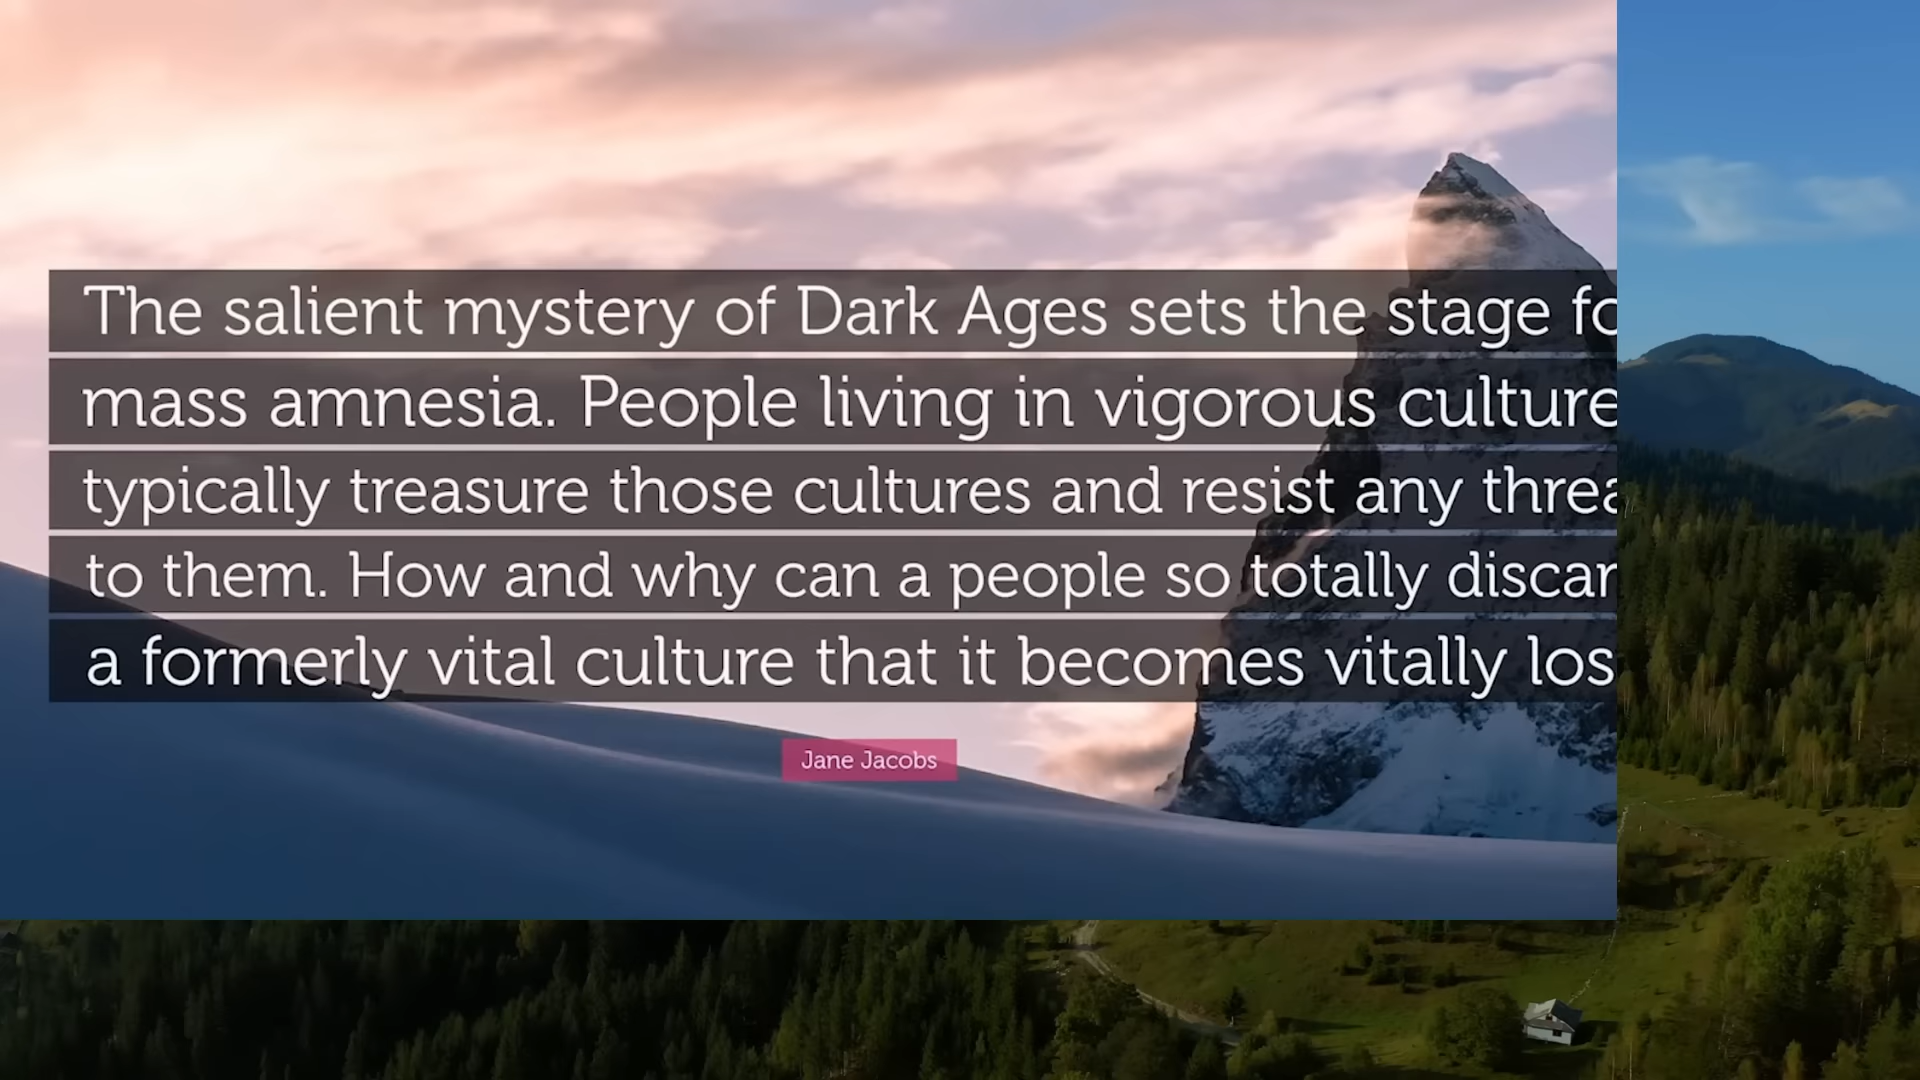 The salient mystery of Dark Ages sets the stage fo
mass amnesia. People living in vigorous culture
typically treasure those cultures and resist any threa
to them. How and why can a people so totally discar
a formerly vital culture that it becomes vitally los
Jane Jacobs